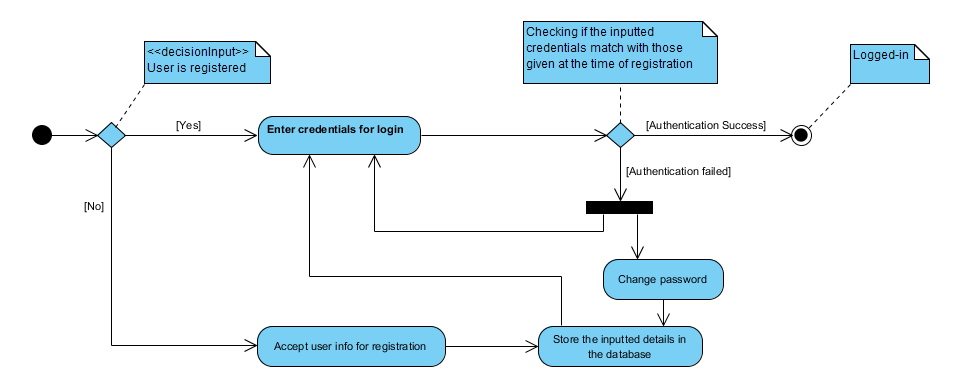 <<decisionInput>>
User is registered
Checking if the inputted
credentials match with those
given at the time of registration
Logged-in
[Yes]
Enter credentials for login
[Authentication Success]
[Authentication failed]
[No]
Change password
Accept user info for registration
Store the inputted details in
the database